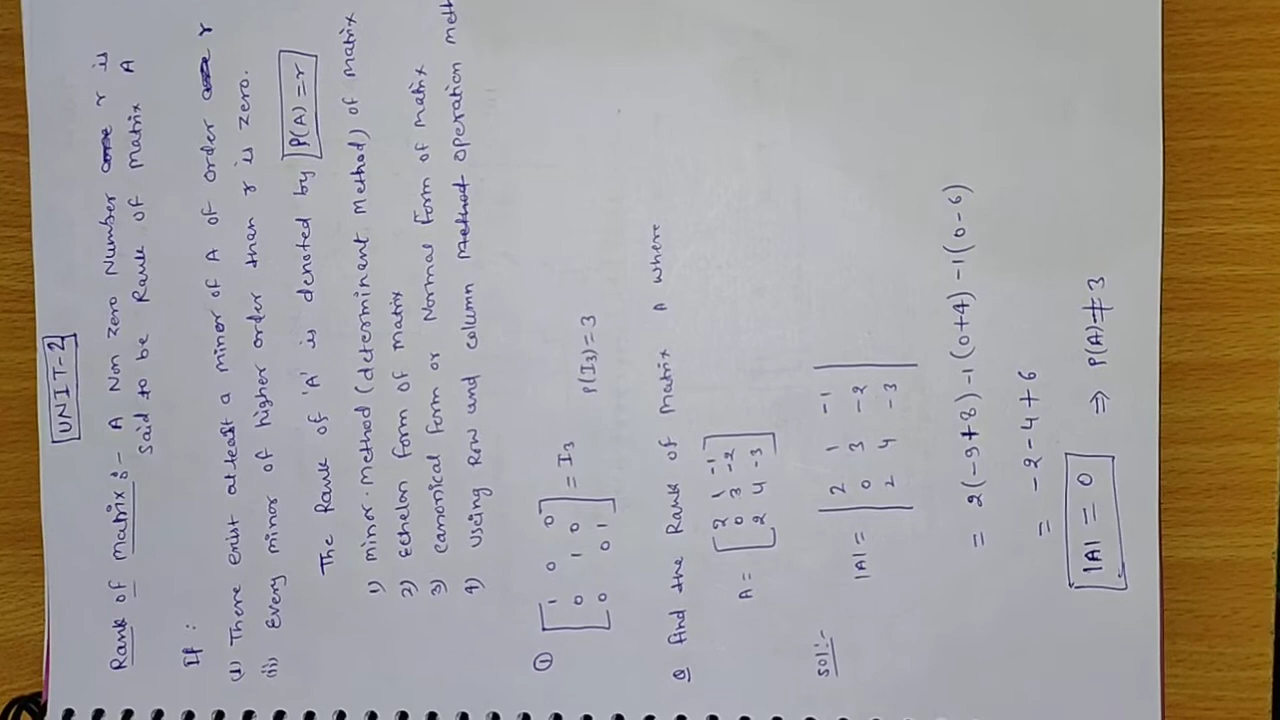 UNIT-2
Rank of matrix :- A Non zero Number r is
said to be Rank of matrix A
If :
(i) There exist atleast a minor of A of order r
(ii) Every minor of higher order than r is zero.
The Rank of 'A' is denoted by P(A)=r
1) minor method (determinent method) of matrix
2) Echelon form of matrix
3) canonical form or Normal form of matrix
4) using Row and column Method operation meth
① [1 0 0
0 1 0
0 0 1] = I3 P(I3)=3
Q find the Rank of matrix A where
A = [2 1 -1
0 3 -2
2 4 -3]
Sol:- |A| = |2 1 -1
0 3 -2
2 4 -3|
= 2(-9+8)-1(0+4)-1(0-6)
= -2-4+6
|A| = 0 ⇒ P(A)≠3